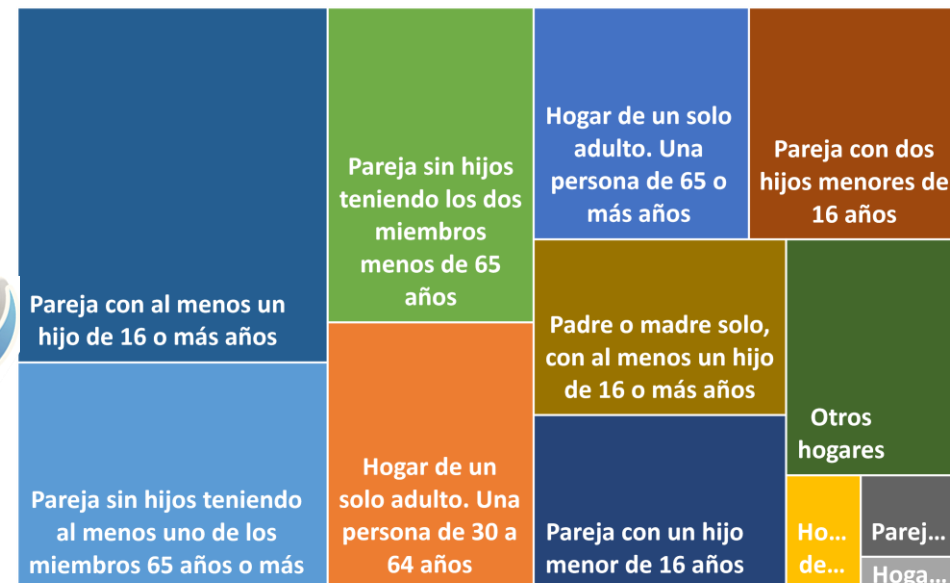 Pareja con al menos un
hijo de 16 o más años
Pareja sin hijos teniendo
al menos uno de los
miembros 65 años o más
Pareja sin hijos
teniendo los dos
miembros
menos de 65
años
Hogar de un
solo adulto. Una
persona de 30 a
64 años
Hogar de un solo
adulto. Una
persona de 65 o
más años
Pareja con dos
hijos menores de
16 años
Padre o madre solo,
con al menos un hijo
de 16 o más años
Pareja con un hijo
menor de 16 años
Otros
hogares
Ho...
de...
Parej...
Hoga...